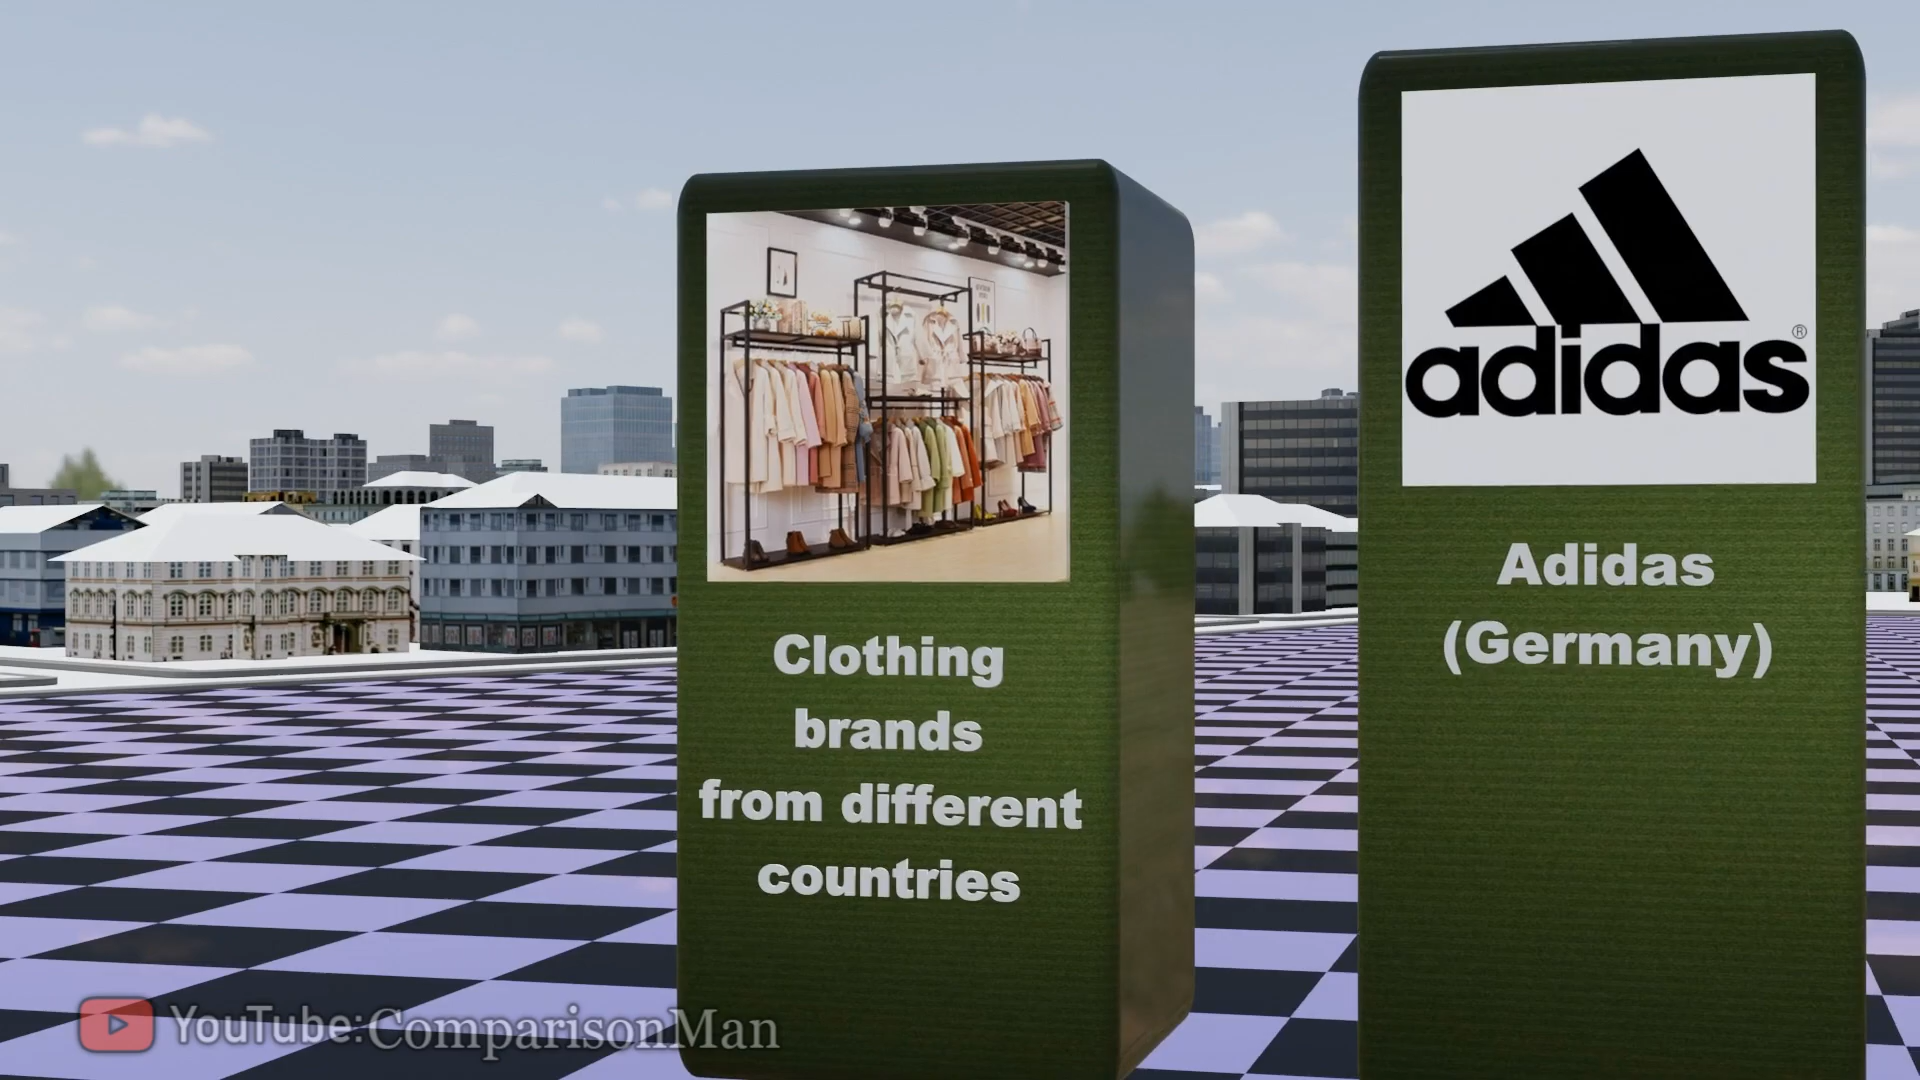 Clothing
brands
from different
countries
adidas®
Adidas
(Germany)
YouTube:ComparisonMan